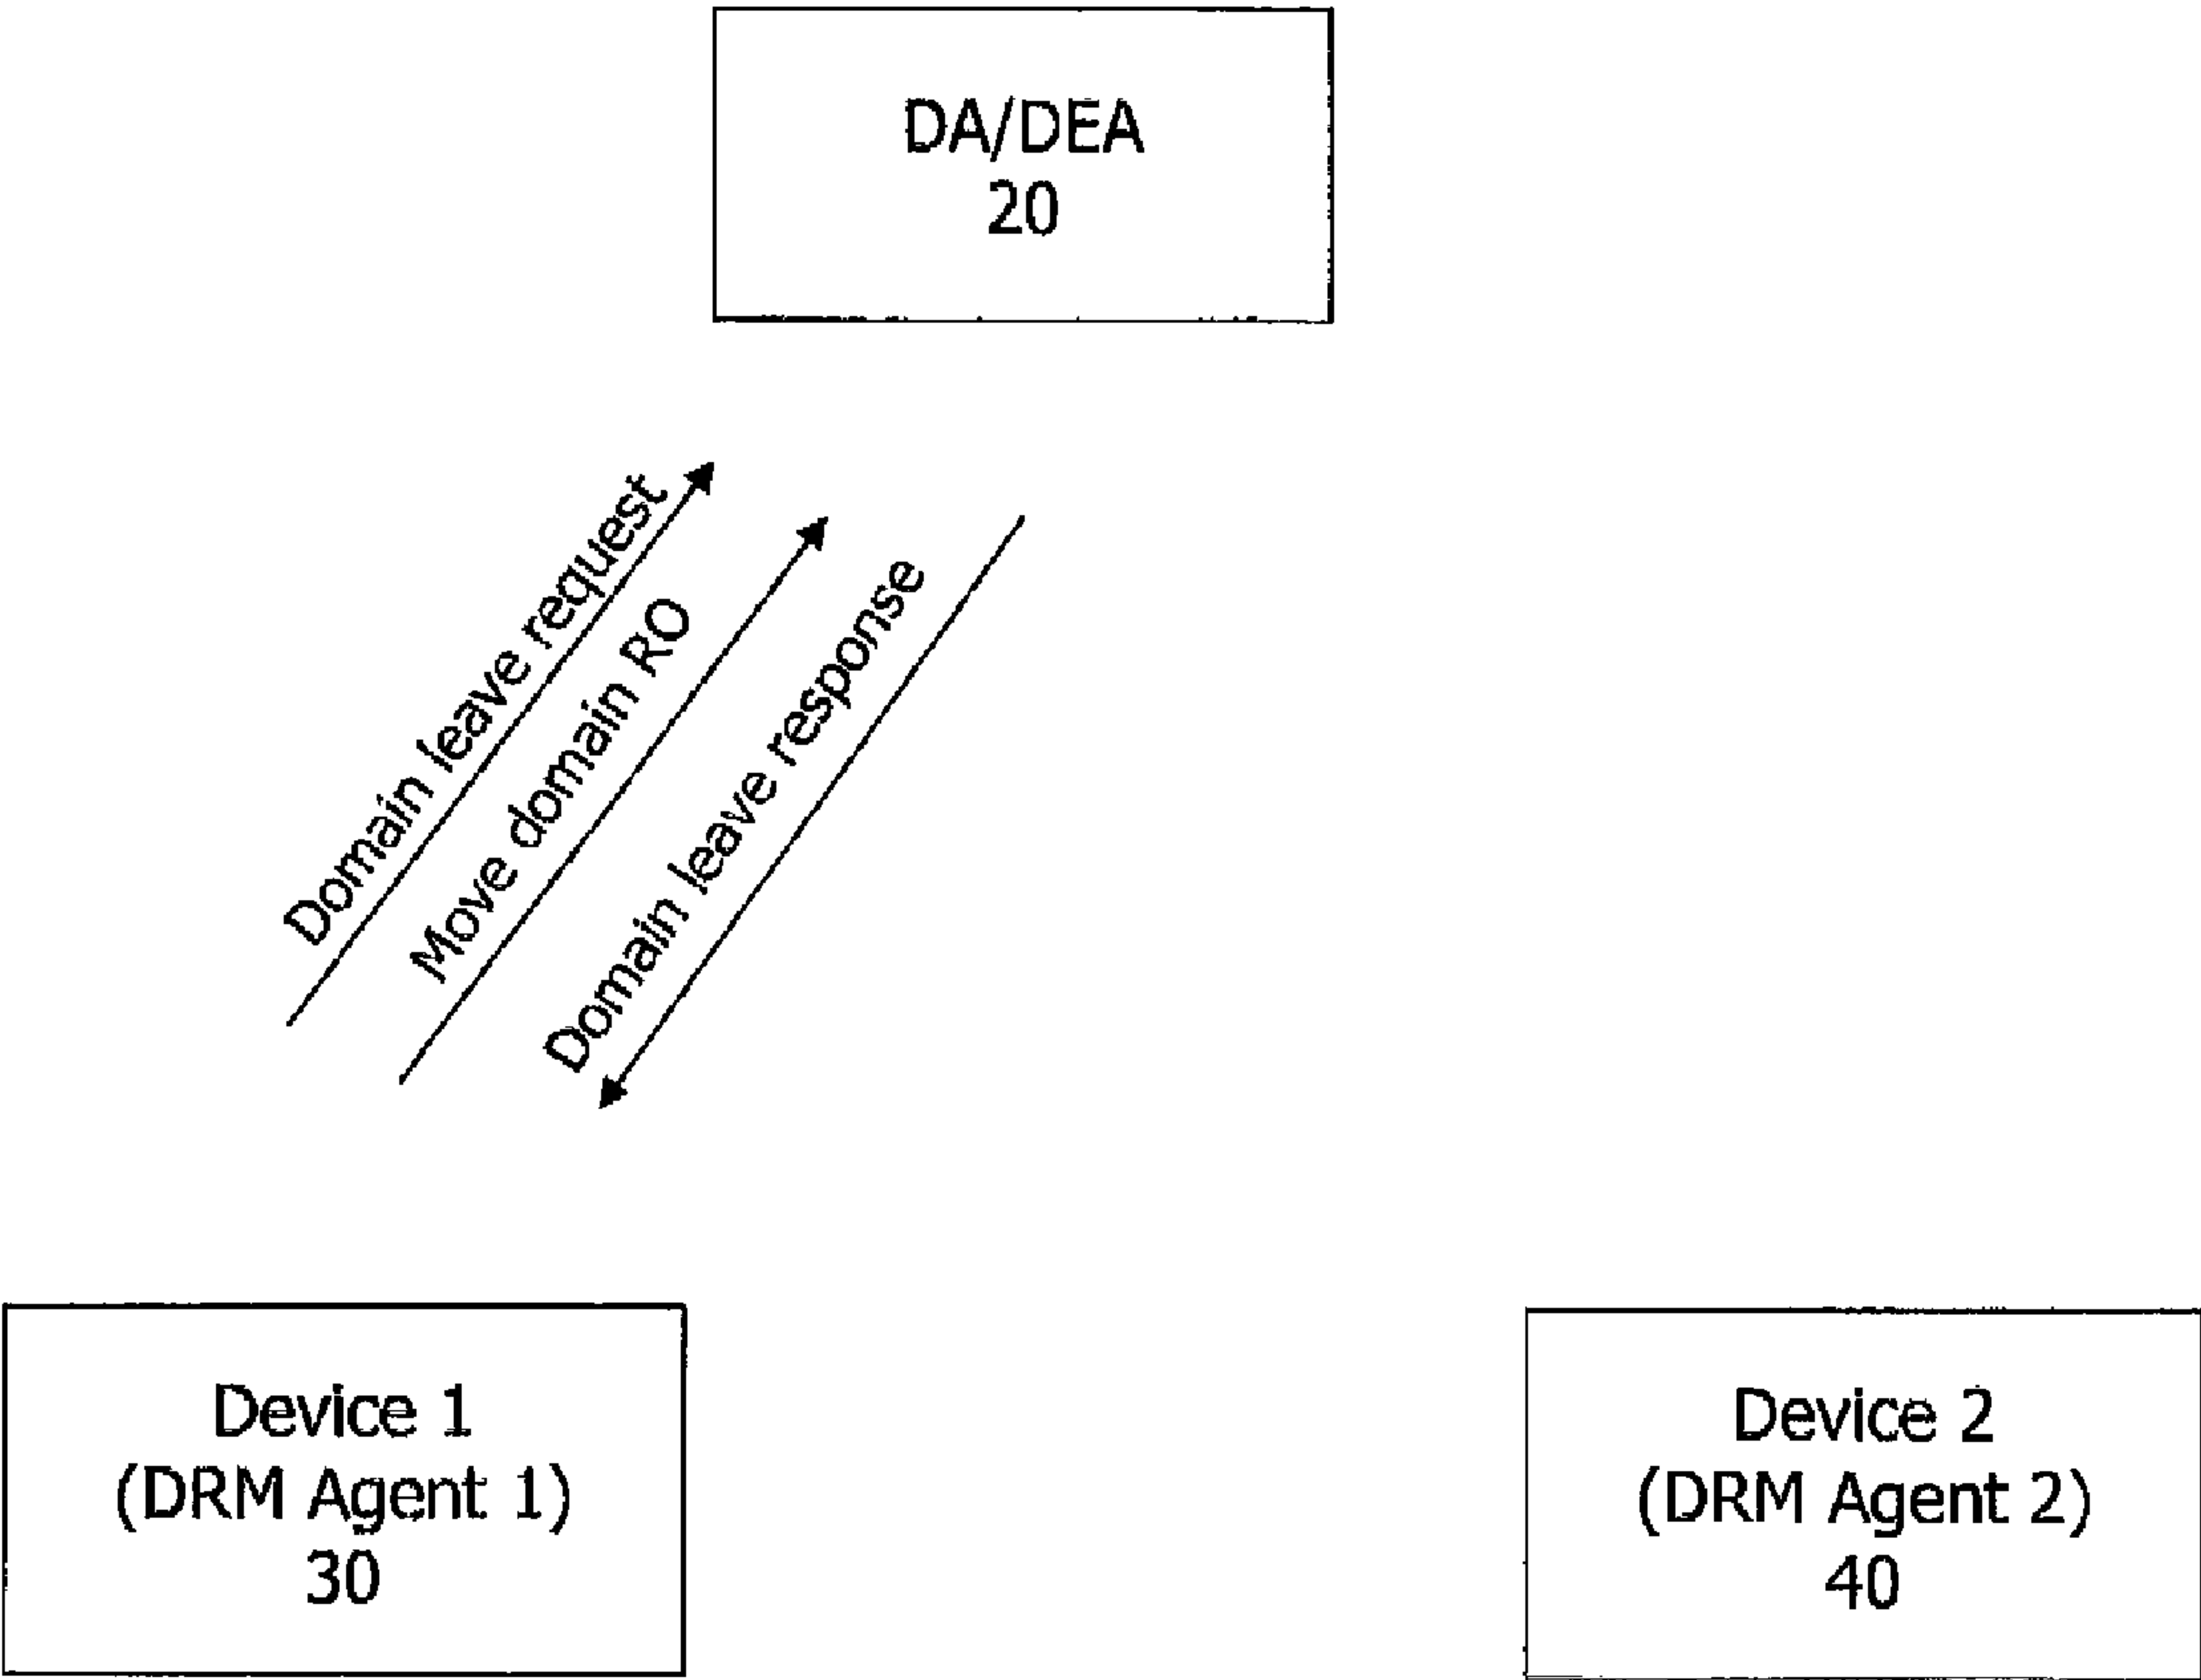 DA/DEA
20
Domain leave request
Move domain RO
Domain leave response
Device 1
(DRM Agent 1)
30
Device 2
(DRM Agent 2)
40